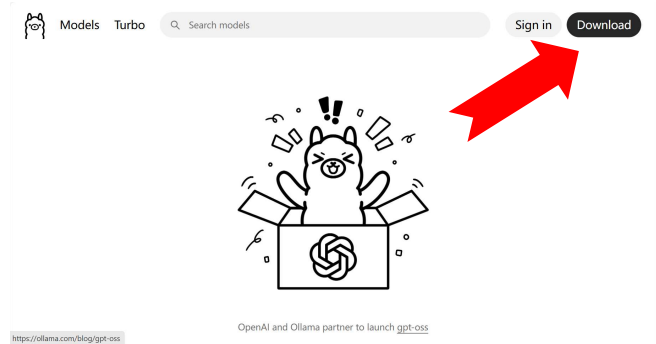 Models Turbo Search models Sign in Download
OpenAI and Ollama partner to launch gpt-oss
https://ollama.com/blog/gpt-oss